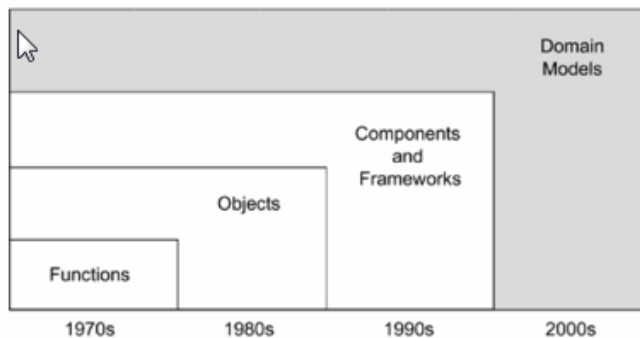 Domain
Models
Components
and
Frameworks
Objects
Functions
1970s 1980s 1990s 2000s